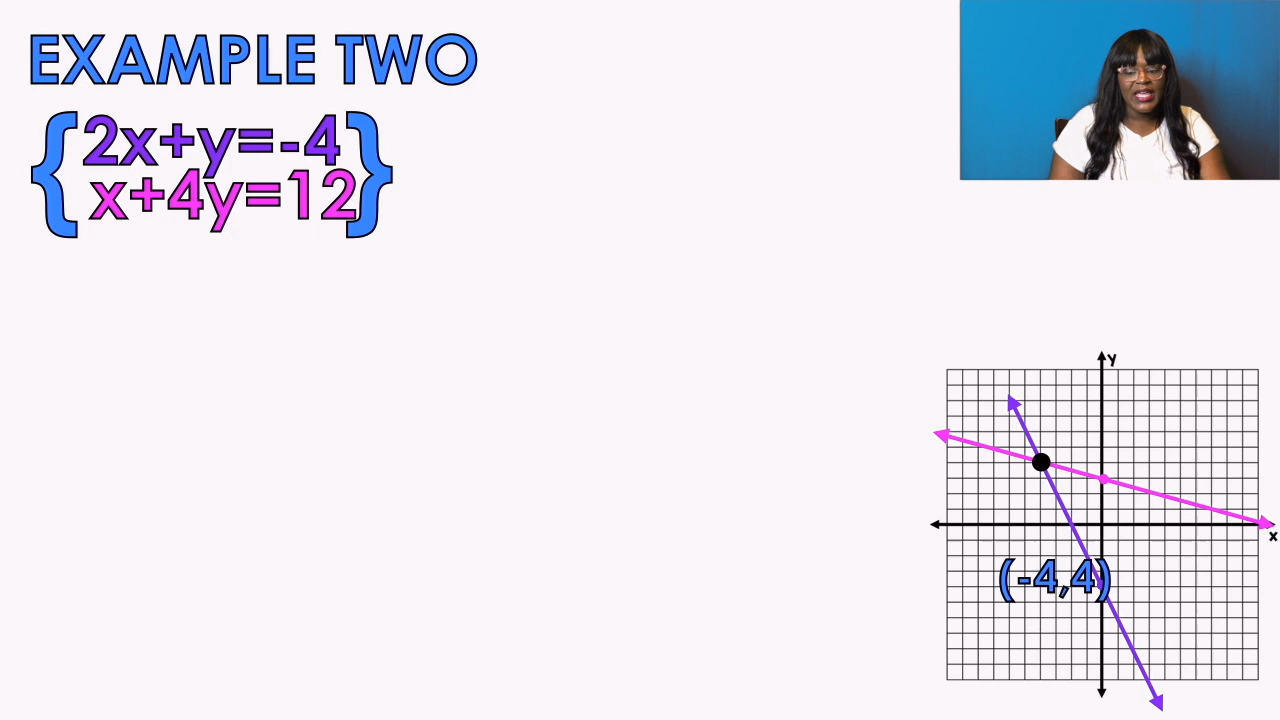 EXAMPLE TWO
{2x+y=-4
x+4y=12}
y
x
(-4,4)